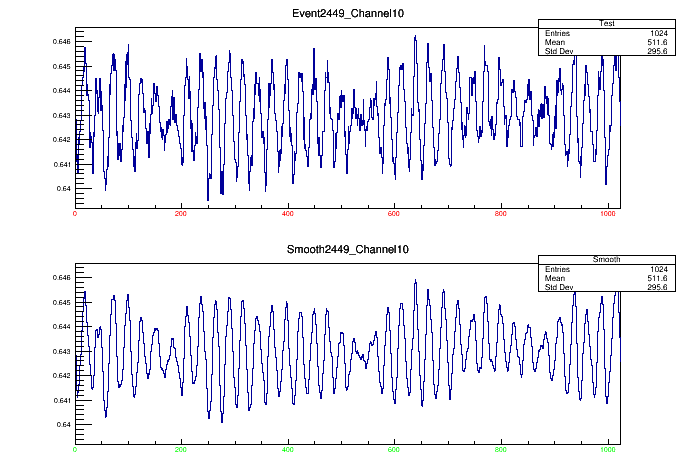 Event2449_Channel10
Test
Entries 1024
Mean 511.6
Std Dev 295.6
0.646
0.645
0.644
0.643
0.642
0.641
0.64
0 200 400 600 800 1000
Smooth2449_Channel10
Smooth
Entries 1024
Mean 511.6
Std Dev 295.6
0.646
0.645
0.644
0.643
0.642
0.641
0.64
0 200 400 600 800 1000